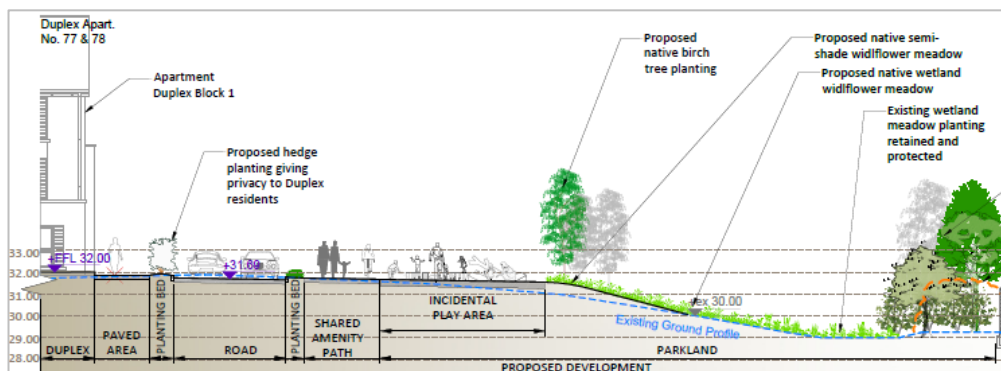 Duplex Apart.
No. 77 & 78
Apartment
Duplex Block 1
Proposed hedge
planting giving
privacy to Duplex
residents
Proposed
native birch
tree planting
Proposed native semi-
shade widlflower meadow
Proposed native wetland
widlflower meadow
Existing wetland
meadow planting
retained and
protected
33.00
+FFL 32.00
32.00
+31.69
31.00
ex 30.00
30.00
29.00
28.00
Existing Ground Profile
DUPLEX
PAVED
AREA
PLANTING BED
ROAD
PLANTING BED
SHARED
AMENITY
PATH
INCIDENTAL
PLAY AREA
PARKLAND
PROPOSED DEVELOPMENT